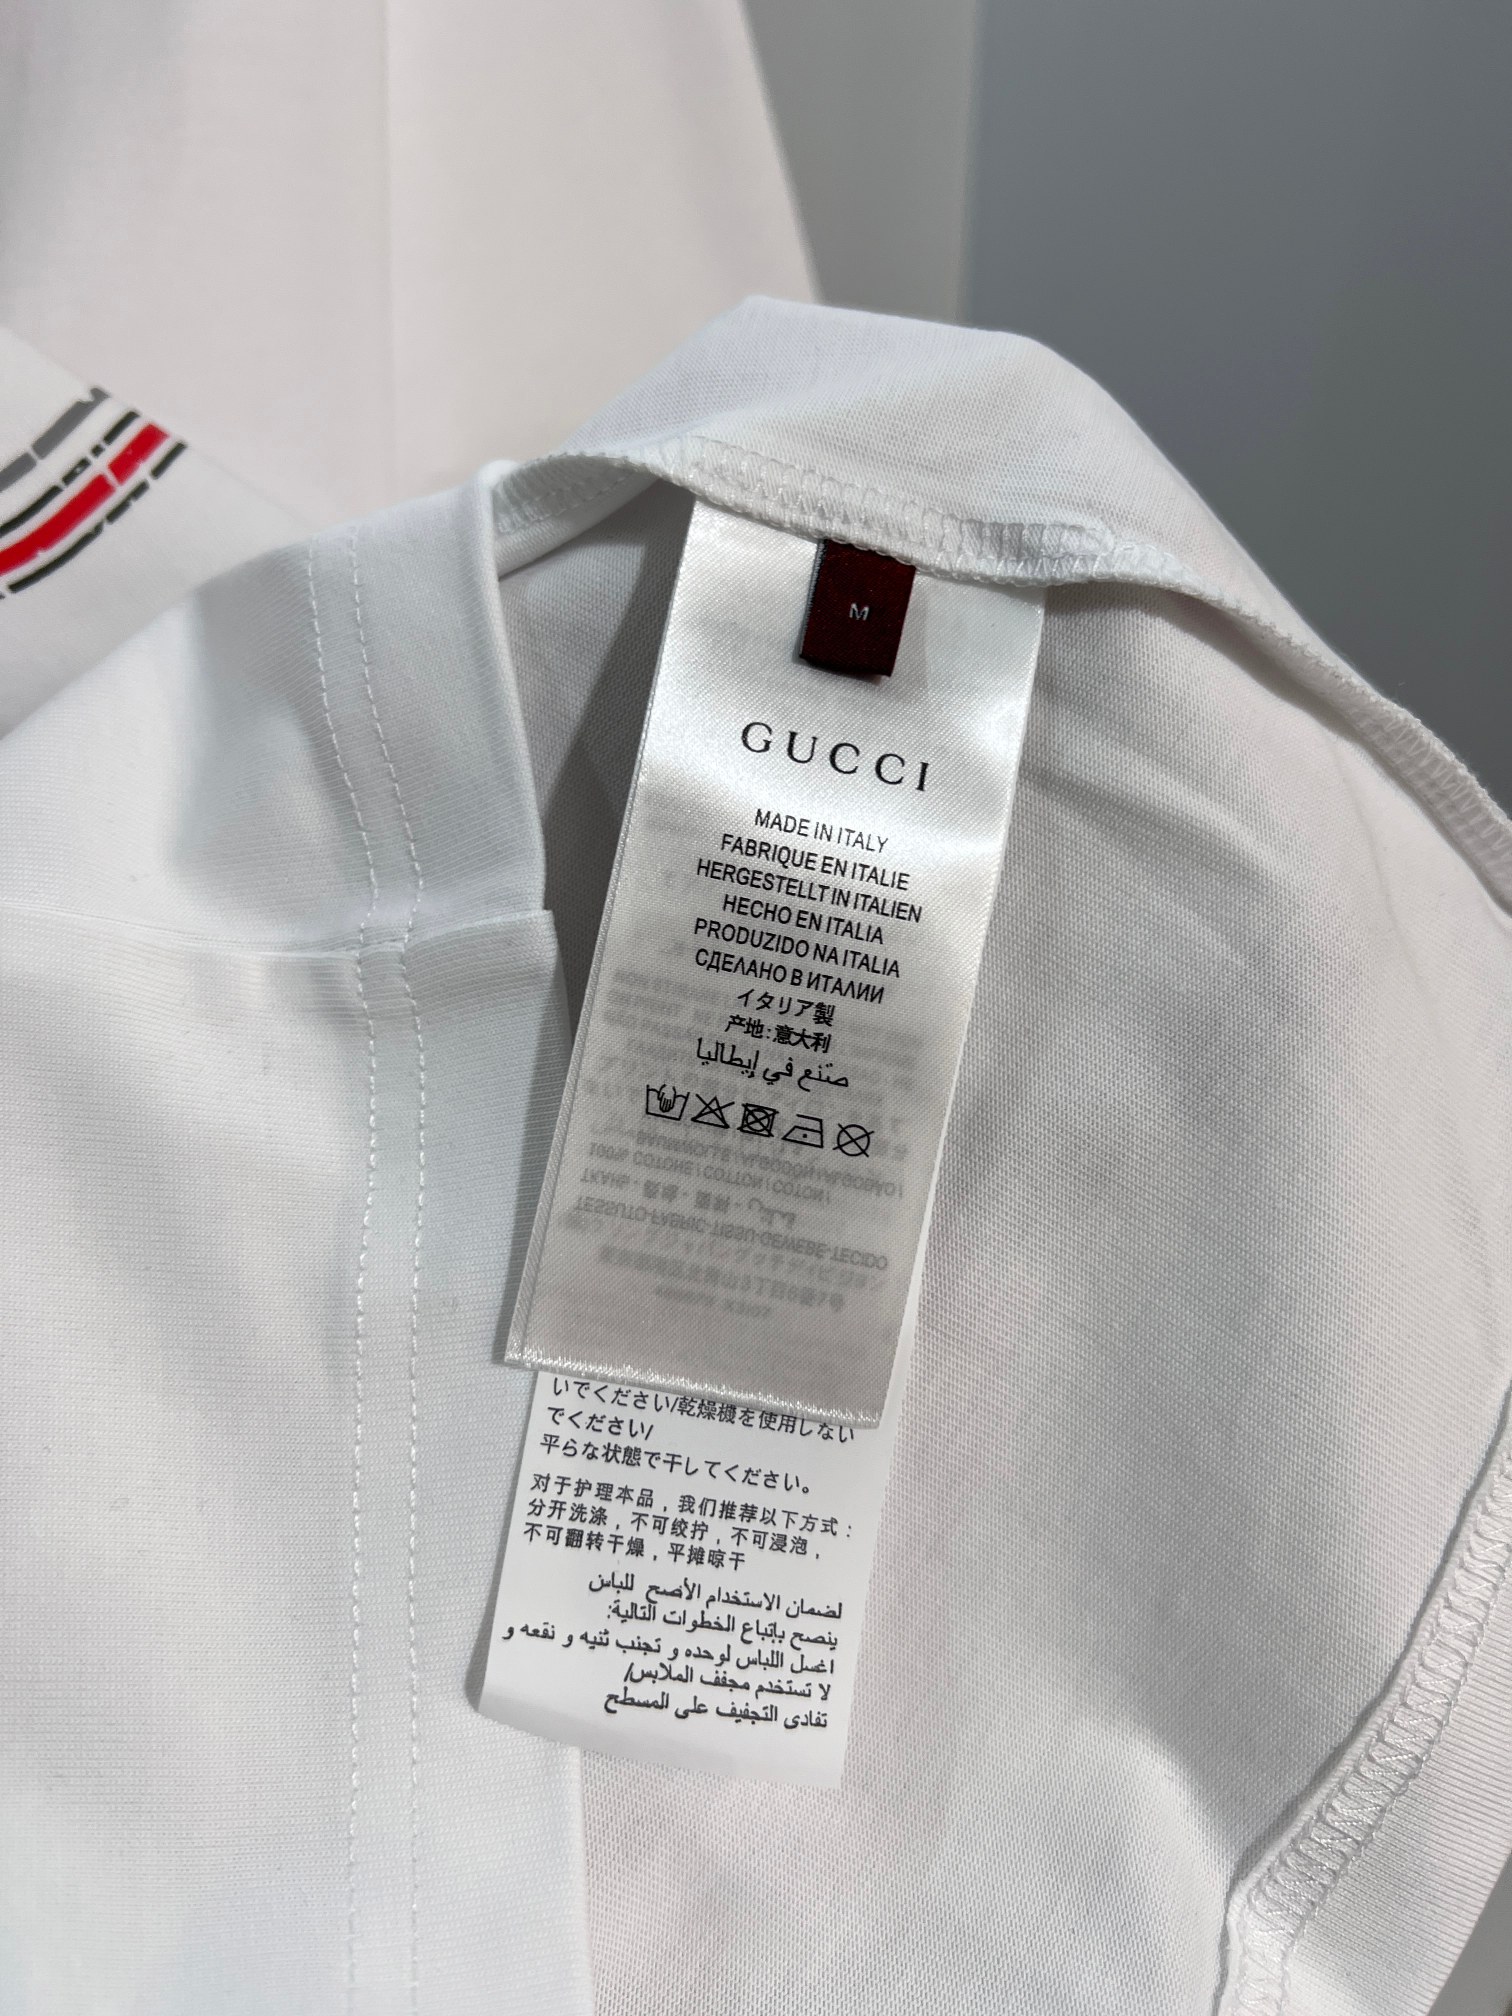 M
GUCCI
MADE IN ITALY
FABRIQUE EN ITALIE
HERGESTELLT IN ITALIEN
HECHO EN ITALIA
PRODUZIDO NA ITALIA
СДЕЛАНО В ИТАЛИИ
イタリア製
产地:意大利
صنع في إيطاليا
いでください/乾燥機を使用しない
でください/
平らな状態で干してください。
对于护理本品，我们推荐以下方式：
分开洗涤，不可绞拧，不可浸泡，
不可翻转干燥，平摊晾干
لضمان الاستخدام الأصح للباس
ينصح بإتباع الخطوات التالية:
اغسل اللباس لوحده و تجنب ثنيه و نقعه و
لا تستخدم مجفف الملابس/
تفادى التجفيف على المسطح